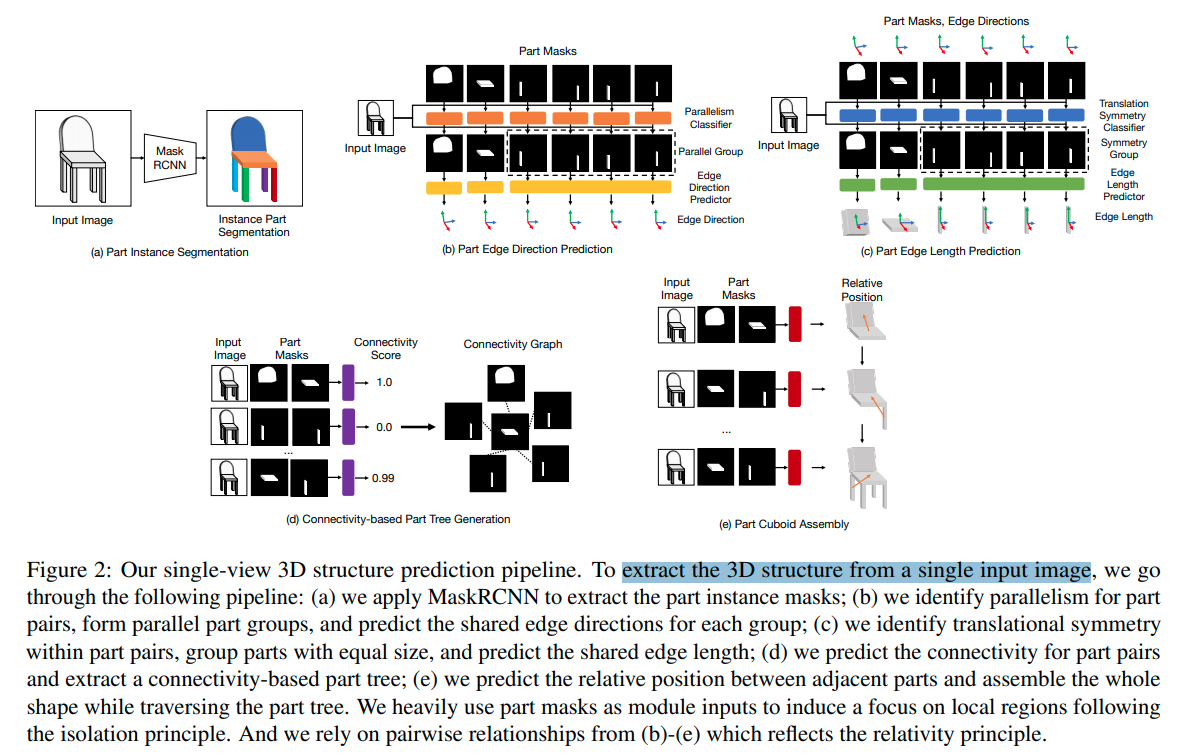 Input Image
Mask
RCNN
Instance Part
Segmentation
(a) Part Instance Segmentation
Part Masks
Input Image
Parallelism
Classifier
Parallel Group
Edge
Direction
Predictor
Edge Direction
(b) Part Edge Direction Prediction
Part Masks, Edge Directions
Input Image
Translation
Symmetry
Classifier
Symmetry
Group
Edge
Length
Predictor
Edge Length
(c) Part Edge Length Prediction
Input
Image
Part
Masks
Connectivity
Score
Connectivity Graph
1.0
0.0
...
0.99
(d) Connectivity-based Part Tree Generation
Input
Image
Part
Masks
Relative
Position
...
(e) Part Cuboid Assembly
Figure 2: Our single-view 3D structure prediction pipeline. To extract the 3D structure from a single input image, we go
through the following pipeline: (a) we apply MaskRCNN to extract the part instance masks; (b) we identify parallelism for part
pairs, form parallel part groups, and predict the shared edge directions for each group; (c) we identify translational symmetry
within part pairs, group parts with equal size, and predict the shared edge length; (d) we predict the connectivity for part pairs
and extract a connectivity-based part tree; (e) we predict the relative position between adjacent parts and assemble the whole
shape while traversing the part tree. We heavily use part masks as module inputs to induce a focus on local regions following
the isolation principle. And we rely on pairwise relationships from (b)-(e) which reflects the relativity principle.